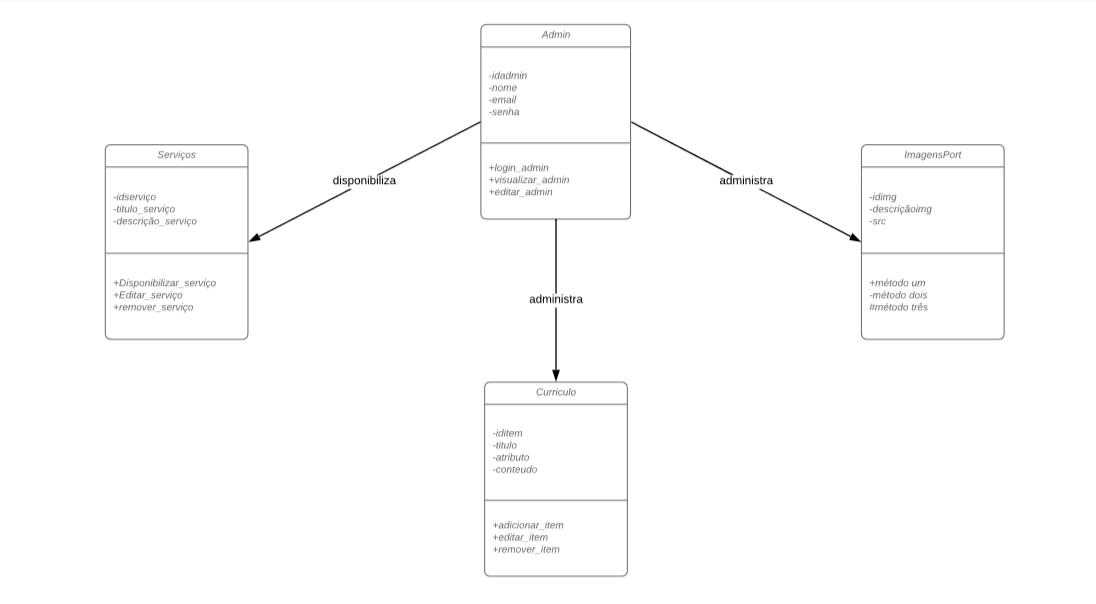 Admin
-idadmin
-nome
-email
-senha
+login_admin
+visualizar_admin
+editar_admin
Serviços
-idserviço
-titulo_serviço
-descrição_serviço
+Disponibilizar_serviço
+Editar_serviço
+remover_serviço
disponibiliza
administra
ImagensPort
-idimg
-descriçãoimg
-src
+método um
-método dois
#método três
administra
Curriculo
-iditem
-titulo
-atributo
-conteudo
+adicionar_item
+editar_item
+remover_item